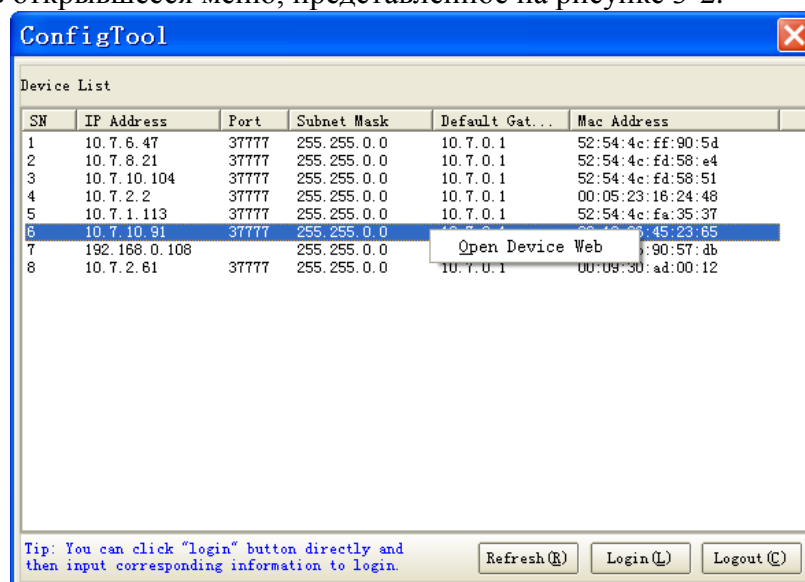 открывшееся меню, представленное на рисунке 3-2.
ConfigTool
Device List
SN IP Address Port Subnet Mask Default Gat... Mac Address
1 10.7.6.47 37777 255.255.0.0 10.7.0.1 52:54:4c:ff:90:5d
2 10.7.8.21 37777 255.255.0.0 10.7.0.1 52:54:4c:fd:58:e4
3 10.7.10.104 37777 255.255.0.0 10.7.0.1 52:54:4c:fd:58:51
4 10.7.2.2 37777 255.255.0.0 10.7.0.1 00:05:23:16:24:48
5 10.7.1.113 37777 255.255.0.0 10.7.0.1 52:54:4c:fa:35:37
6 10.7.10.91 37777 255.255.0.0 :45:23:65
Open Device Web
7 192.168.0.108 255.255.0.0 :90:57:db
8 10.7.2.61 37777 255.255.0.0 10.7.0.1 00:09:30:ad:00:12
Tip: You can click "login" button directly and
then input corresponding information to login.
Refresh(R) Login(L) Logout(C)